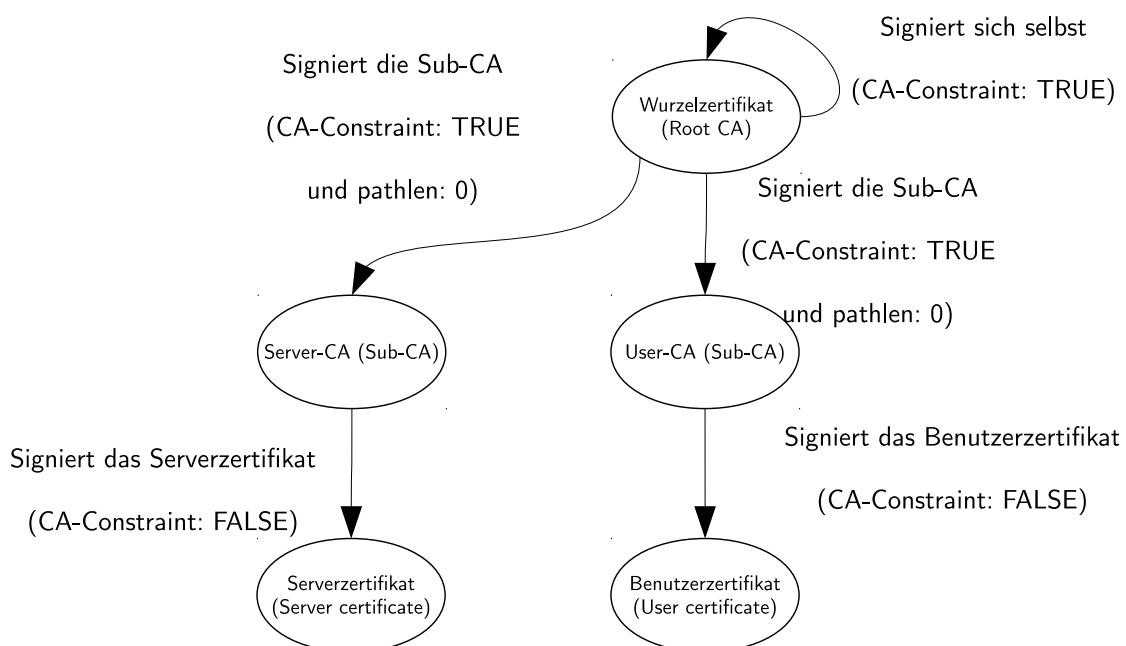 Signiert sich selbst
(CA-Constraint: TRUE)
Wurzelzertifikat
(Root CA)
Signiert die Sub-CA
(CA-Constraint: TRUE
und pathlen: 0)
Signiert die Sub-CA
(CA-Constraint: TRUE
und pathlen: 0)
Server-CA (Sub-CA)
User-CA (Sub-CA)
Signiert das Serverzertifikat
(CA-Constraint: FALSE)
Signiert das Benutzerzertifikat
(CA-Constraint: FALSE)
Serverzertifikat
(Server certificate)
Benutzerzertifikat
(User certificate)